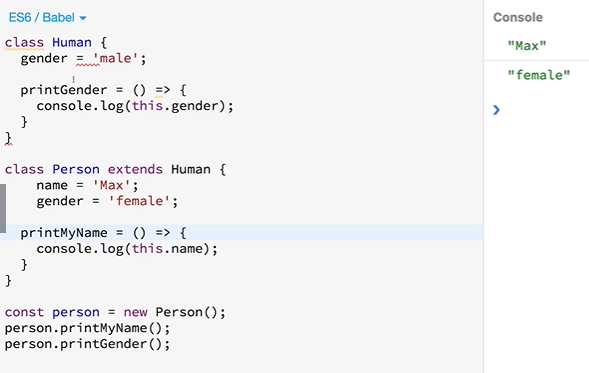 ES6 / Babel
class Human {
  gender = 'male';
  printGender = () => {
    console.log(this.gender);
  }
}
class Person extends Human {
    name = 'Max';
    gender = 'female';
  printMyName = () => {
    console.log(this.name);
  }
}
const person = new Person();
person.printMyName();
person.printGender();
Console
"Max"
"female"